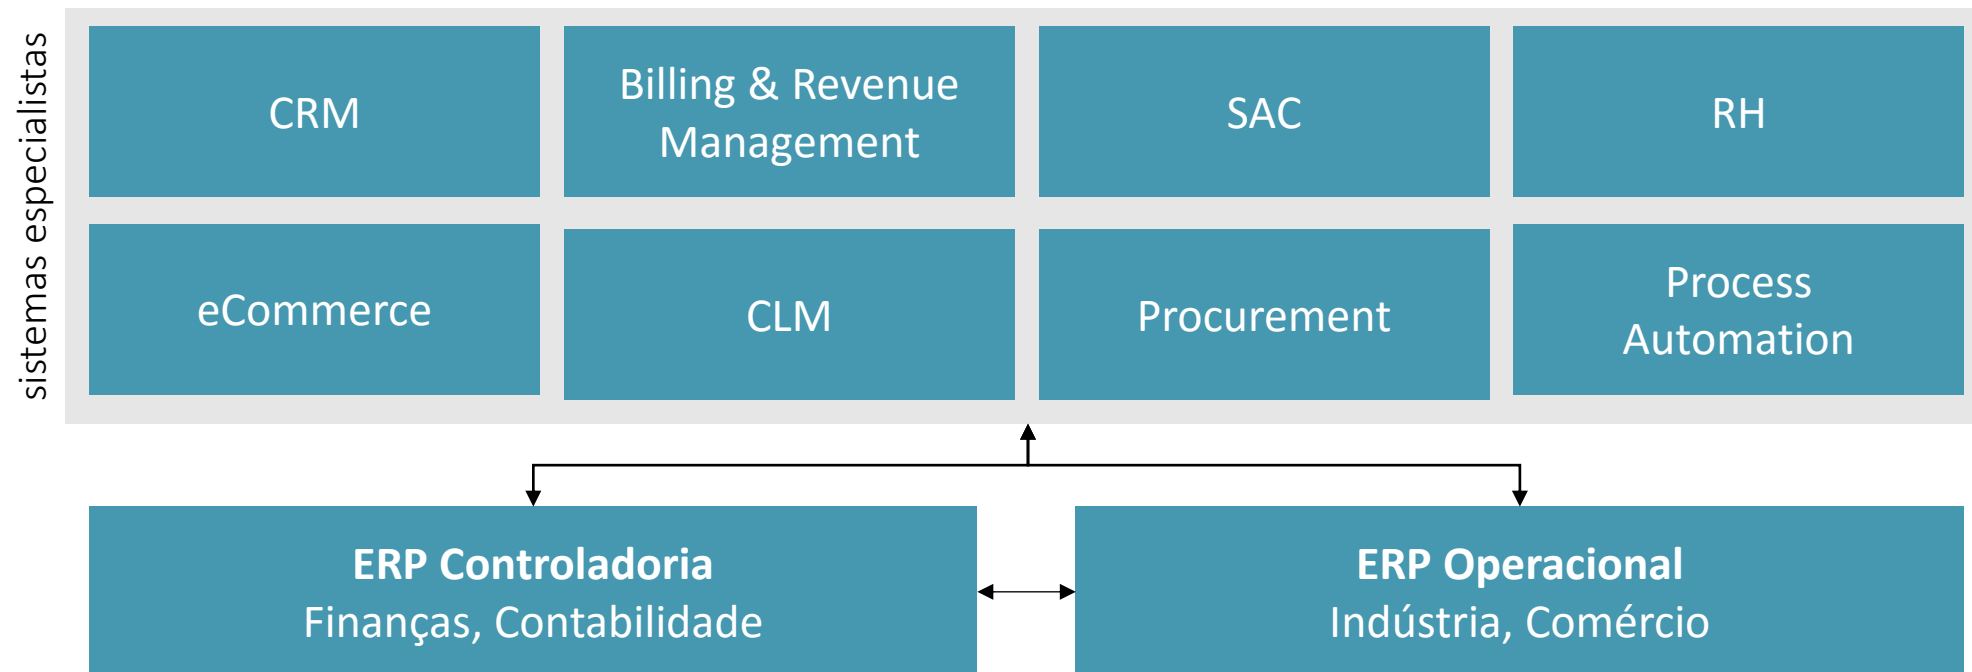 sistemas especialistas
CRM
Billing & Revenue
Management
SAC
RH
eCommerce
CLM
Procurement
Process
Automation
ERP Controladoria
Finanças, Contabilidade
ERP Operacional
Indústria, Comércio